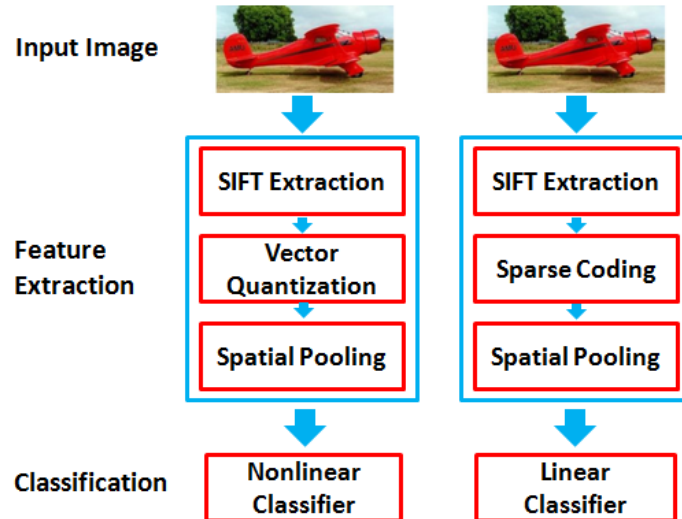 Input Image
SIFT Extraction
SIFT Extraction
Feature
Extraction
Vector
Quantization
Sparse Coding
Spatial Pooling
Spatial Pooling
Classification
Nonlinear
Classifier
Linear
Classifier